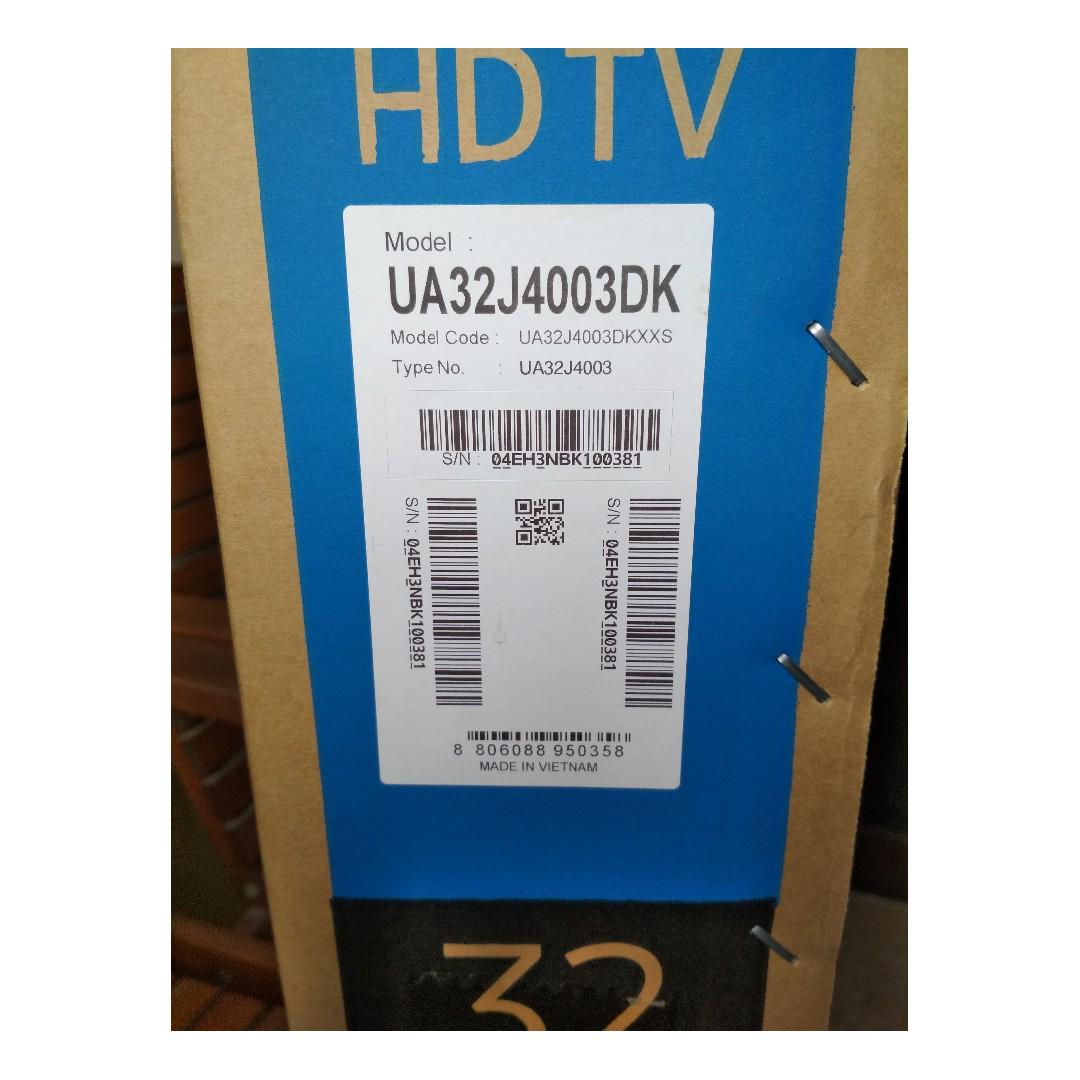 HD TV
Model :
UA32J4003DK
Model Code : UA32J4003DKXXS
Type No. : UA32J4003
S/N : 04EH3NBK100381
S/N : 04EH3NBK100381
S/N : 04EH3NBK100381
8 806088 950358
MADE IN VIETNAM
32